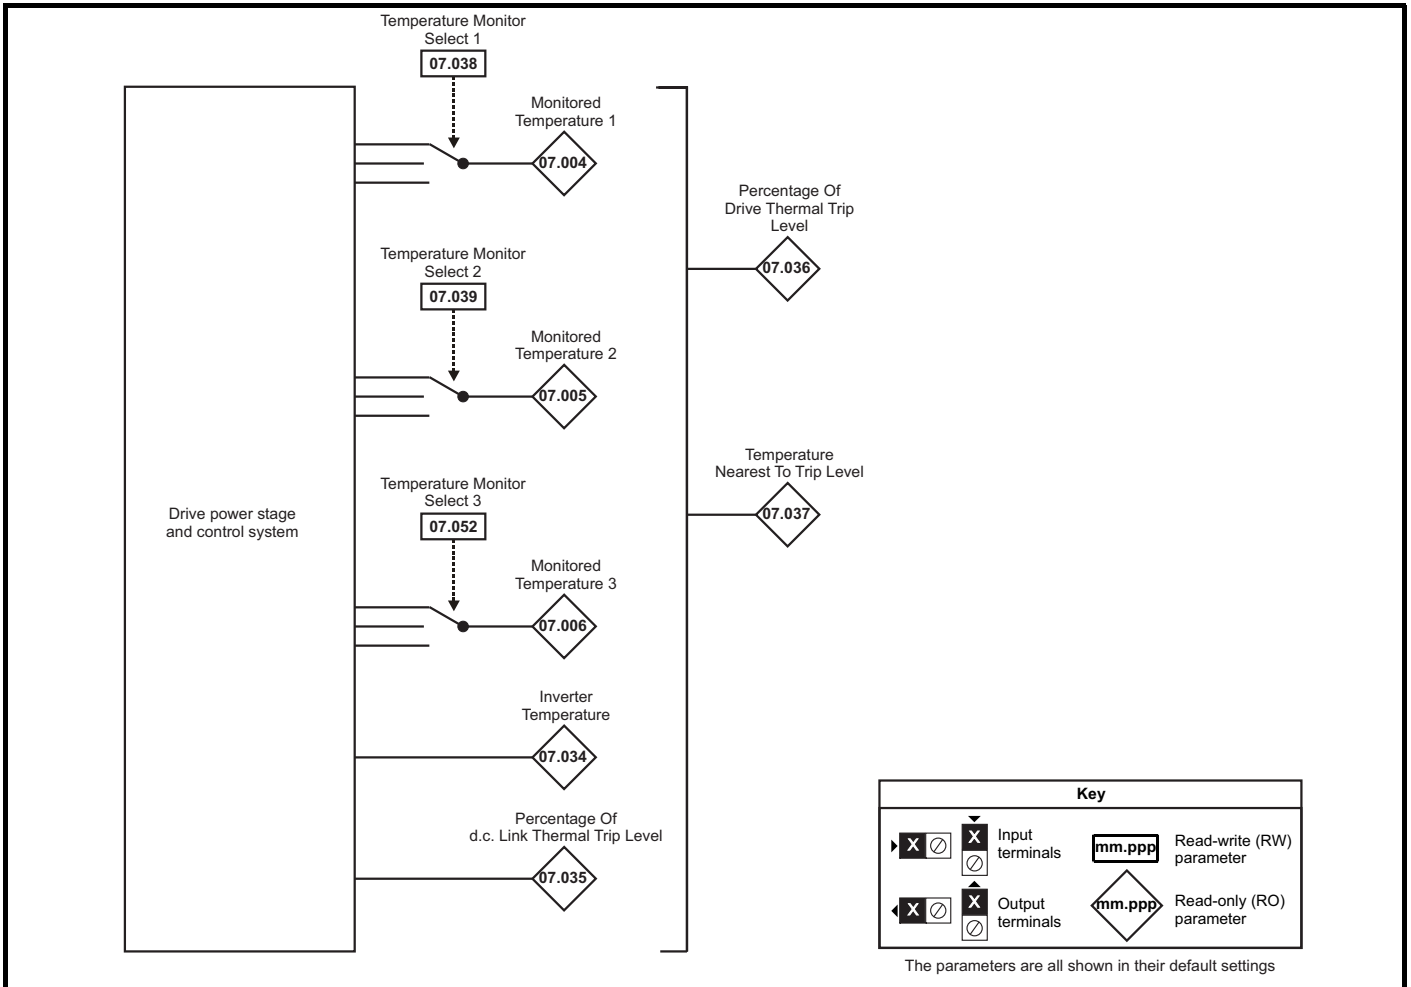 Temperature Monitor
Select 1
07.038
Monitored
Temperature 1
07.004
Percentage Of
Drive Thermal Trip
Level
07.036
Temperature Monitor
Select 2
07.039
Monitored
Temperature 2
07.005
Temperature
Nearest To Trip Level
07.037
Temperature Monitor
Select 3
07.052
Drive power stage
and control system
Monitored
Temperature 3
07.006
Inverter
Temperature
07.034
Percentage Of
d.c. Link Thermal Trip Level
07.035
Key
X
X
Input
terminals
mm.ppp
Read-write (RW)
parameter
X
X
Output
terminals
mm.ppp
Read-only (RO)
parameter
The parameters are all shown in their default settings